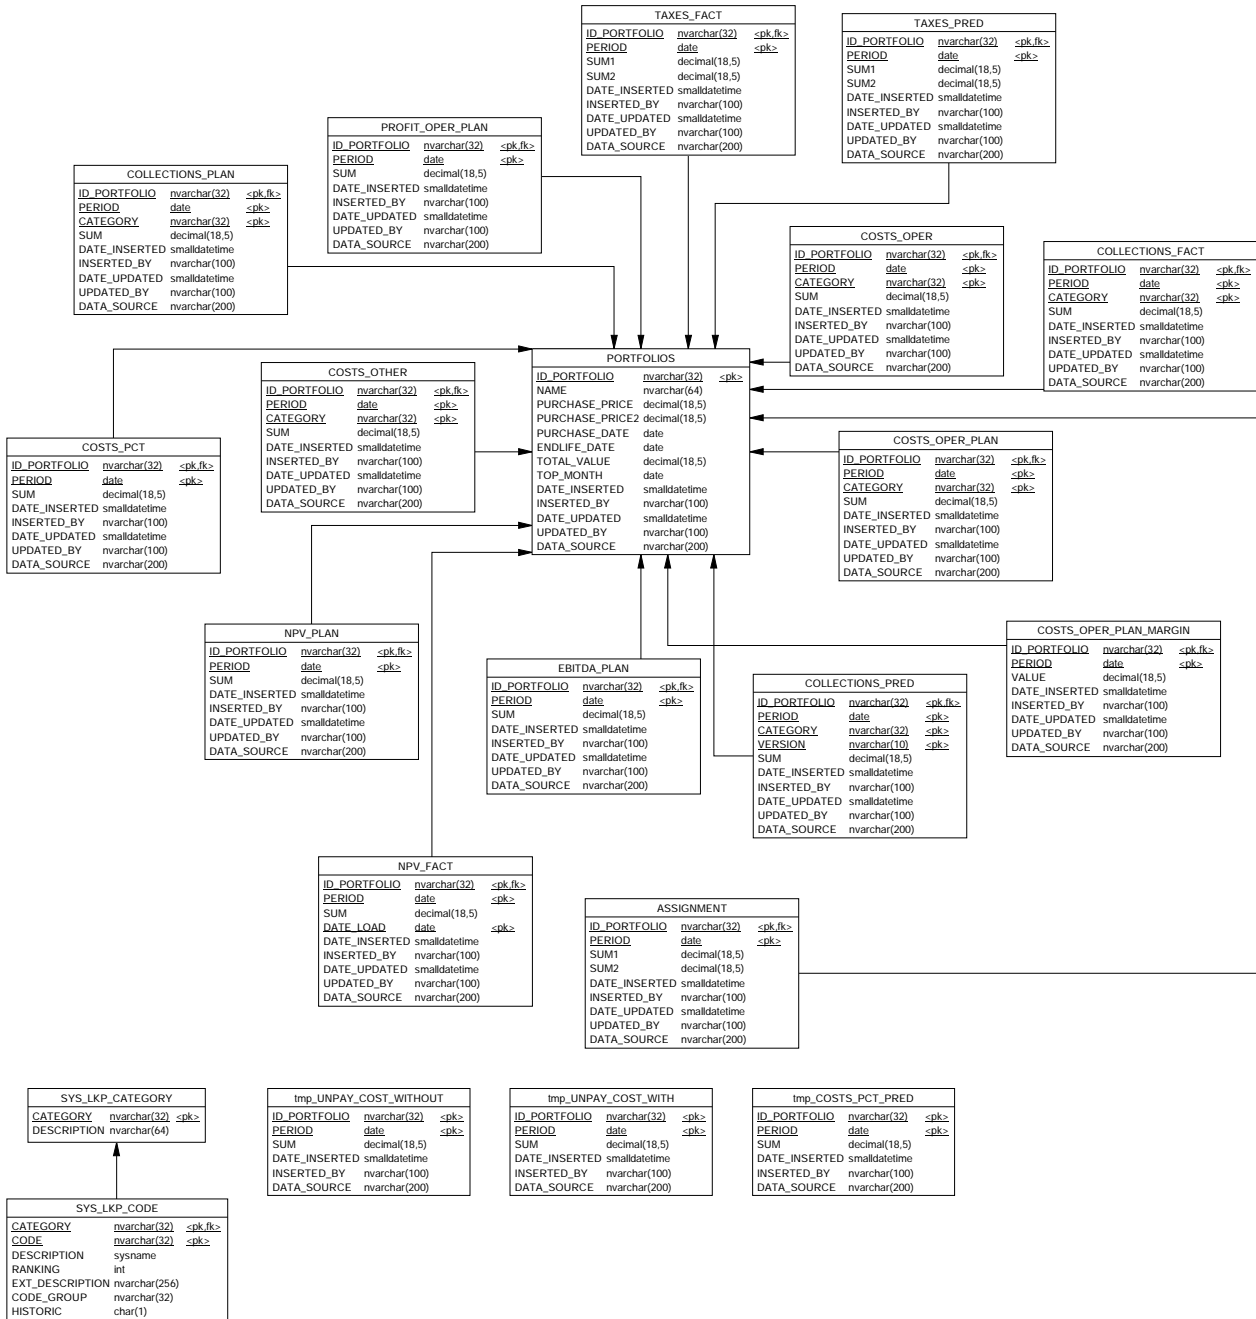 TAXES_FACT
ID_PORTFOLIO nvarchar(32) <pk,fk>
PERIOD date <pk>
SUM1 decimal(18,5)
SUM2 decimal(18,5)
DATE_INSERTED smalldatetime
INSERTED_BY nvarchar(100)
DATE_UPDATED smalldatetime
UPDATED_BY nvarchar(100)
DATA_SOURCE nvarchar(200)
TAXES_PRED
ID_PORTFOLIO nvarchar(32) <pk,fk>
PERIOD date <pk>
SUM1 decimal(18,5)
SUM2 decimal(18,5)
DATE_INSERTED smalldatetime
INSERTED_BY nvarchar(100)
DATE_UPDATED smalldatetime
UPDATED_BY nvarchar(100)
DATA_SOURCE nvarchar(200)
PROFIT_OPER_PLAN
ID_PORTFOLIO nvarchar(32) <pk,fk>
PERIOD date <pk>
SUM decimal(18,5)
DATE_INSERTED smalldatetime
INSERTED_BY nvarchar(100)
DATE_UPDATED smalldatetime
UPDATED_BY nvarchar(100)
DATA_SOURCE nvarchar(200)
COLLECTIONS_PLAN
ID_PORTFOLIO nvarchar(32) <pk,fk>
PERIOD date <pk>
CATEGORY nvarchar(32) <pk>
SUM decimal(18,5)
DATE_INSERTED smalldatetime
INSERTED_BY nvarchar(100)
DATE_UPDATED smalldatetime
UPDATED_BY nvarchar(100)
DATA_SOURCE nvarchar(200)
COSTS_OPER
ID_PORTFOLIO nvarchar(32) <pk,fk>
PERIOD date <pk>
CATEGORY nvarchar(32) <pk>
SUM decimal(18,5)
DATE_INSERTED smalldatetime
INSERTED_BY nvarchar(100)
DATE_UPDATED smalldatetime
UPDATED_BY nvarchar(100)
DATA_SOURCE nvarchar(200)
COLLECTIONS_FACT
ID_PORTFOLIO nvarchar(32) <pk,fk>
PERIOD date <pk>
CATEGORY nvarchar(32) <pk>
SUM decimal(18,5)
DATE_INSERTED smalldatetime
INSERTED_BY nvarchar(100)
DATE_UPDATED smalldatetime
UPDATED_BY nvarchar(100)
DATA_SOURCE nvarchar(200)
PORTFOLIOS
ID_PORTFOLIO nvarchar(32) <pk>
NAME nvarchar(64)
PURCHASE_PRICE decimal(18,5)
PURCHASE_PRICE2 decimal(18,5)
PURCHASE_DATE date
ENDLIFE_DATE date
TOTAL_VALUE decimal(18,5)
TOP_MONTH date
DATE_INSERTED smalldatetime
INSERTED_BY nvarchar(100)
DATE_UPDATED smalldatetime
UPDATED_BY nvarchar(100)
DATA_SOURCE nvarchar(200)
COSTS_OTHER
ID_PORTFOLIO nvarchar(32) <pk,fk>
PERIOD date <pk>
CATEGORY nvarchar(32) <pk>
SUM decimal(18,5)
DATE_INSERTED smalldatetime
INSERTED_BY nvarchar(100)
DATE_UPDATED smalldatetime
UPDATED_BY nvarchar(100)
DATA_SOURCE nvarchar(200)
COSTS_PCT
ID_PORTFOLIO nvarchar(32) <pk,fk>
PERIOD date <pk>
SUM decimal(18,5)
DATE_INSERTED smalldatetime
INSERTED_BY nvarchar(100)
DATE_UPDATED smalldatetime
UPDATED_BY nvarchar(100)
DATA_SOURCE nvarchar(200)
COSTS_OPER_PLAN
ID_PORTFOLIO nvarchar(32) <pk,fk>
PERIOD date <pk>
CATEGORY nvarchar(32) <pk>
SUM decimal(18,5)
DATE_INSERTED smalldatetime
INSERTED_BY nvarchar(100)
DATE_UPDATED smalldatetime
UPDATED_BY nvarchar(100)
DATA_SOURCE nvarchar(200)
NPV_PLAN
ID_PORTFOLIO nvarchar(32) <pk,fk>
PERIOD date <pk>
SUM decimal(18,5)
DATE_INSERTED smalldatetime
INSERTED_BY nvarchar(100)
DATE_UPDATED smalldatetime
UPDATED_BY nvarchar(100)
DATA_SOURCE nvarchar(200)
COSTS_OPER_PLAN_MARGIN
ID_PORTFOLIO nvarchar(32) <pk,fk>
PERIOD date <pk>
VALUE decimal(18,5)
DATE_INSERTED smalldatetime
INSERTED_BY nvarchar(100)
DATE_UPDATED smalldatetime
UPDATED_BY nvarchar(100)
DATA_SOURCE nvarchar(200)
EBITDA_PLAN
ID_PORTFOLIO nvarchar(32) <pk,fk>
PERIOD date <pk>
SUM decimal(18,5)
DATE_INSERTED smalldatetime
INSERTED_BY nvarchar(100)
DATE_UPDATED smalldatetime
UPDATED_BY nvarchar(100)
DATA_SOURCE nvarchar(200)
COLLECTIONS_PRED
ID_PORTFOLIO nvarchar(32) <pk,fk>
PERIOD date <pk>
CATEGORY nvarchar(32) <pk>
VERSION nvarchar(10) <pk>
SUM decimal(18,5)
DATE_INSERTED smalldatetime
INSERTED_BY nvarchar(100)
DATE_UPDATED smalldatetime
UPDATED_BY nvarchar(100)
DATA_SOURCE nvarchar(200)
NPV_FACT
ID_PORTFOLIO nvarchar(32) <pk,fk>
PERIOD date <pk>
SUM decimal(18,5)
DATE_LOAD date <pk>
DATE_INSERTED smalldatetime
INSERTED_BY nvarchar(100)
DATE_UPDATED smalldatetime
UPDATED_BY nvarchar(100)
DATA_SOURCE nvarchar(200)
ASSIGNMENT
ID_PORTFOLIO nvarchar(32) <pk,fk>
PERIOD date <pk>
SUM1 decimal(18,5)
SUM2 decimal(18,5)
DATE_INSERTED smalldatetime
INSERTED_BY nvarchar(100)
DATE_UPDATED smalldatetime
UPDATED_BY nvarchar(100)
DATA_SOURCE nvarchar(200)
SYS_LKP_CATEGORY
CATEGORY nvarchar(32) <pk>
DESCRIPTION nvarchar(64)
tmp_UNPAY_COST_WITHOUT
ID_PORTFOLIO nvarchar(32) <pk>
PERIOD date <pk>
SUM decimal(18,5)
DATE_INSERTED smalldatetime
INSERTED_BY nvarchar(100)
DATA_SOURCE nvarchar(200)
tmp_UNPAY_COST_WITH
ID_PORTFOLIO nvarchar(32) <pk>
PERIOD date <pk>
SUM decimal(18,5)
DATE_INSERTED smalldatetime
INSERTED_BY nvarchar(100)
DATA_SOURCE nvarchar(200)
tmp_COSTS_PCT_PRED
ID_PORTFOLIO nvarchar(32) <pk>
PERIOD date <pk>
SUM decimal(18,5)
DATE_INSERTED smalldatetime
INSERTED_BY nvarchar(100)
DATA_SOURCE nvarchar(200)
SYS_LKP_CODE
CATEGORY nvarchar(32) <pk,fk>
CODE nvarchar(32) <pk>
DESCRIPTION sysname
RANKING int
EXT_DESCRIPTION nvarchar(256)
CODE_GROUP nvarchar(32)
HISTORIC char(1)